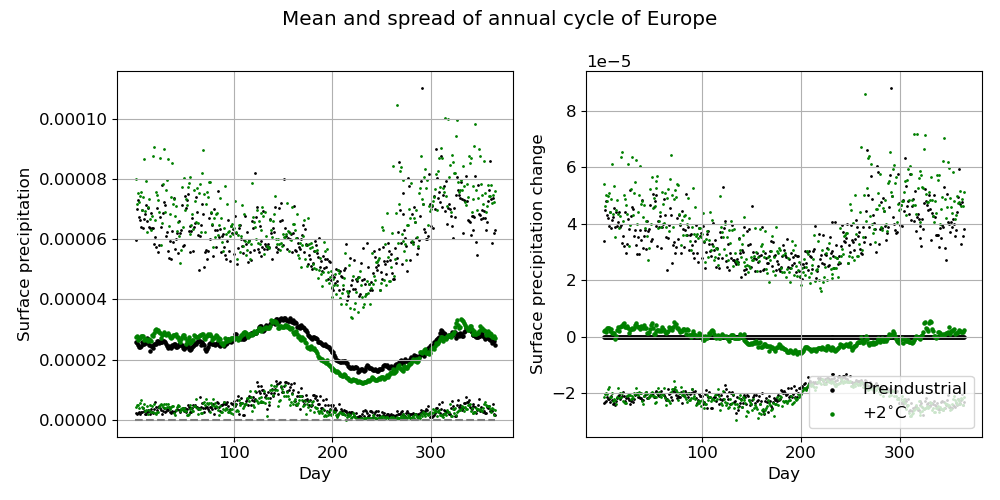 Mean and spread of annual cycle of Europe
1e−5
0.00010
0.00008
0.00006
0.00004
0.00002
0.00000
Surface precipitation
100
200
300
Day
8
6
4
2
0
−2
Surface precipitation change
100
200
300
Day
Preindustrial
+2°C